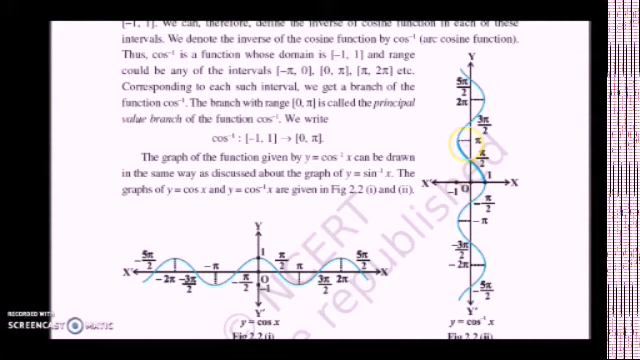 [–1, 1]. We can, therefore, define the inverse of cosine function in each of these
intervals. We denote the inverse of the cosine function by cos⁻¹ (arc cosine function).
Thus, cos⁻¹ is a function whose domain is [–1, 1] and range
could be any of the intervals [–π, 0], [0, π], [π, 2π] etc.
Corresponding to each such interval, we get a branch of the
function cos⁻¹. The branch with range [0, π] is called the principal
value branch of the function cos⁻¹. We write
cos⁻¹ : [–1, 1] → [0, π].
The graph of the function given by y = cos⁻¹ x can be drawn
in the same way as discussed about the graph of y = sin⁻¹ x. The
graphs of y = cos x and y = cos⁻¹x are given in Fig 2.2 (i) and (ii).
Y
5π/2
2π
3π/2
π
π/2
X' –1 O 1 X
–π/2
–π
–3π/2
–2π
–5π/2
Y'
y = cos⁻¹ x
Fig 2.2 (ii)
Y
–5π/2 –π 1 π/2 5π/2
X' O X
–2π –3π/2 –π/2 –1 π 3π/2 2π
Y'
y = cos x
Fig 2.2 (i)
© NCERT
republished
RECORDED WITH
SCREENCAST MATIC